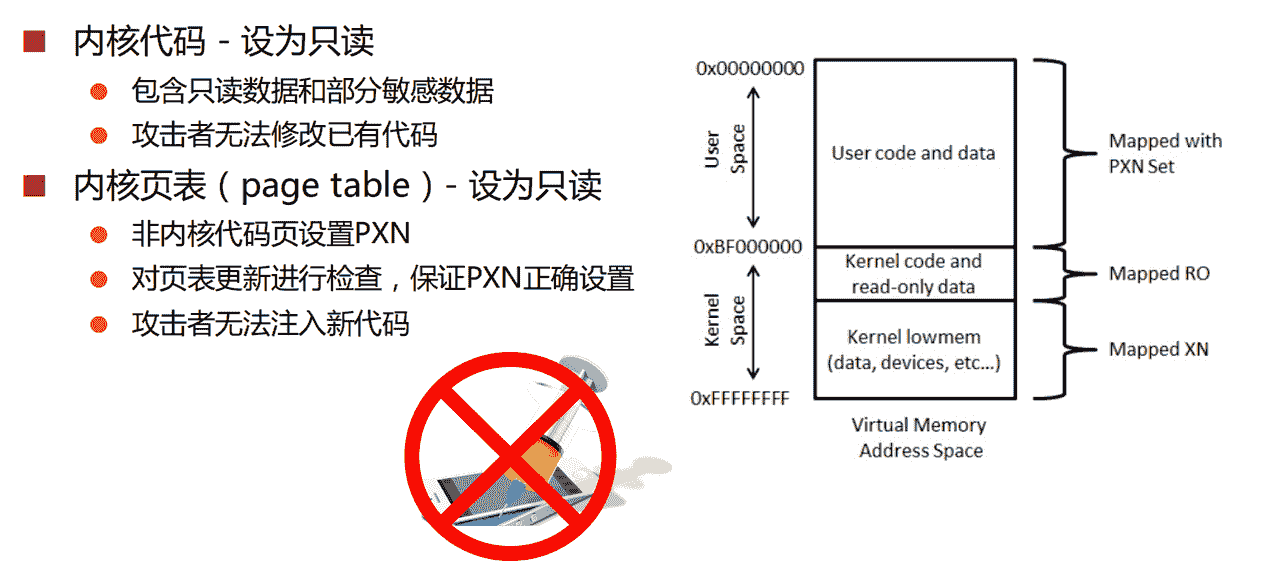 内核代码 - 设为只读
包含只读数据和部分敏感数据
攻击者无法修改已有代码
内核页表（page table）- 设为只读
非内核代码页设置PXN
对页表更新进行检查，保证PXN正确设置
攻击者无法注入新代码
0x00000000
User
Space
User code and data
Mapped with
PXN Set
0xBF000000
Kernel code and
read-only data
Mapped RO
Kernel
Space
Kernel lowmem
(data, devices, etc...)
Mapped XN
0xFFFFFFFF
Virtual Memory
Address Space